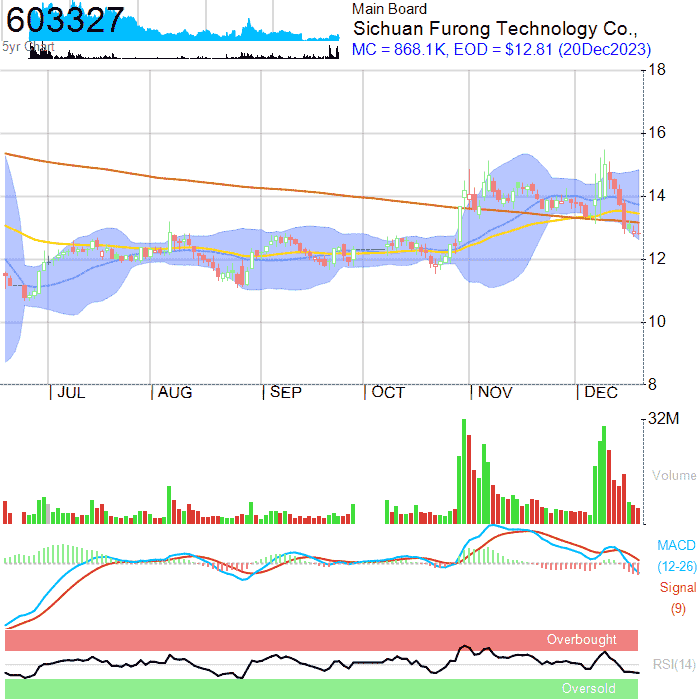 603327
Main Board
Sichuan Furong Technology Co.,
5yr Chart
MC = 868.1K, EOD = $12.81 (20Dec2023)
18
16
14
12
10
8
JUL AUG SEP OCT NOV DEC
32M
Volume
MACD
(12-26)
Signal
(9)
Overbought
RSI(14)
Oversold